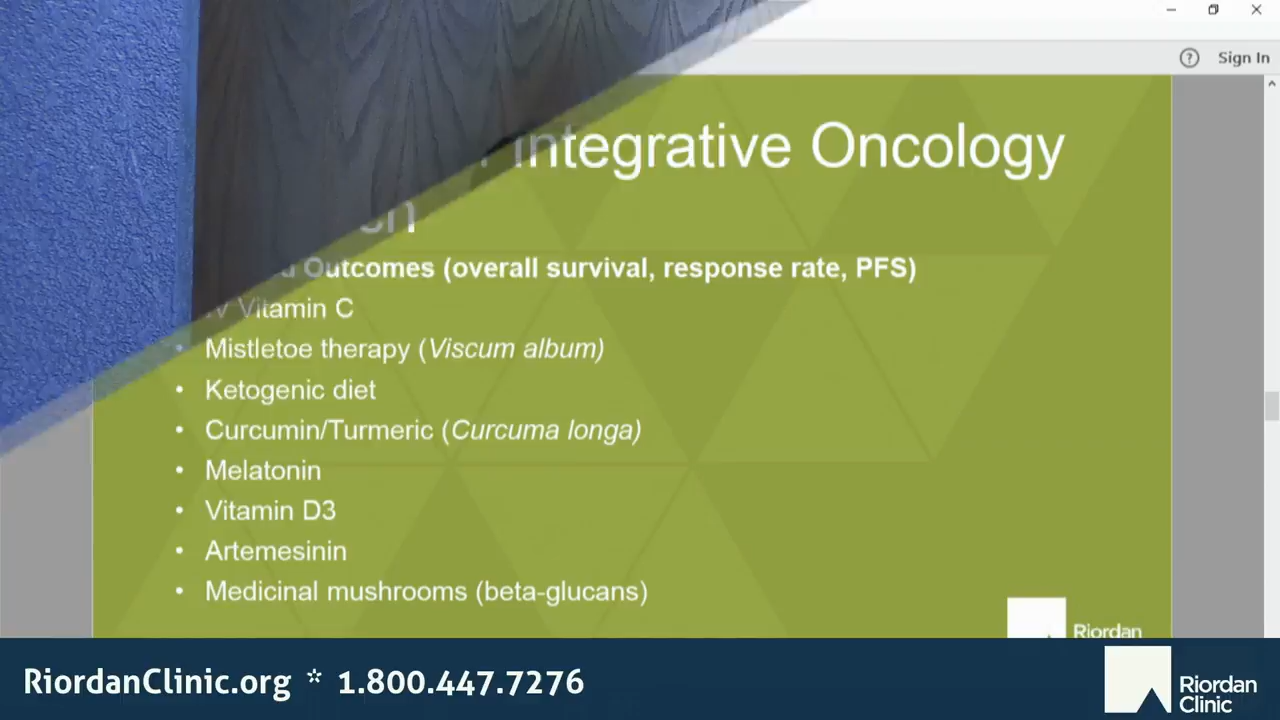 Sign In
Integrative Oncology
Outcomes (overall survival, response rate, PFS)
IV Vitamin C
• Mistletoe therapy (Viscum album)
• Ketogenic diet
• Curcumin/Turmeric (Curcuma longa)
• Melatonin
• Vitamin D3
• Artemesinin
• Medicinal mushrooms (beta-glucans)
Riordan
RiordanClinic.org * 1.800.447.7276
Riordan
Clinic